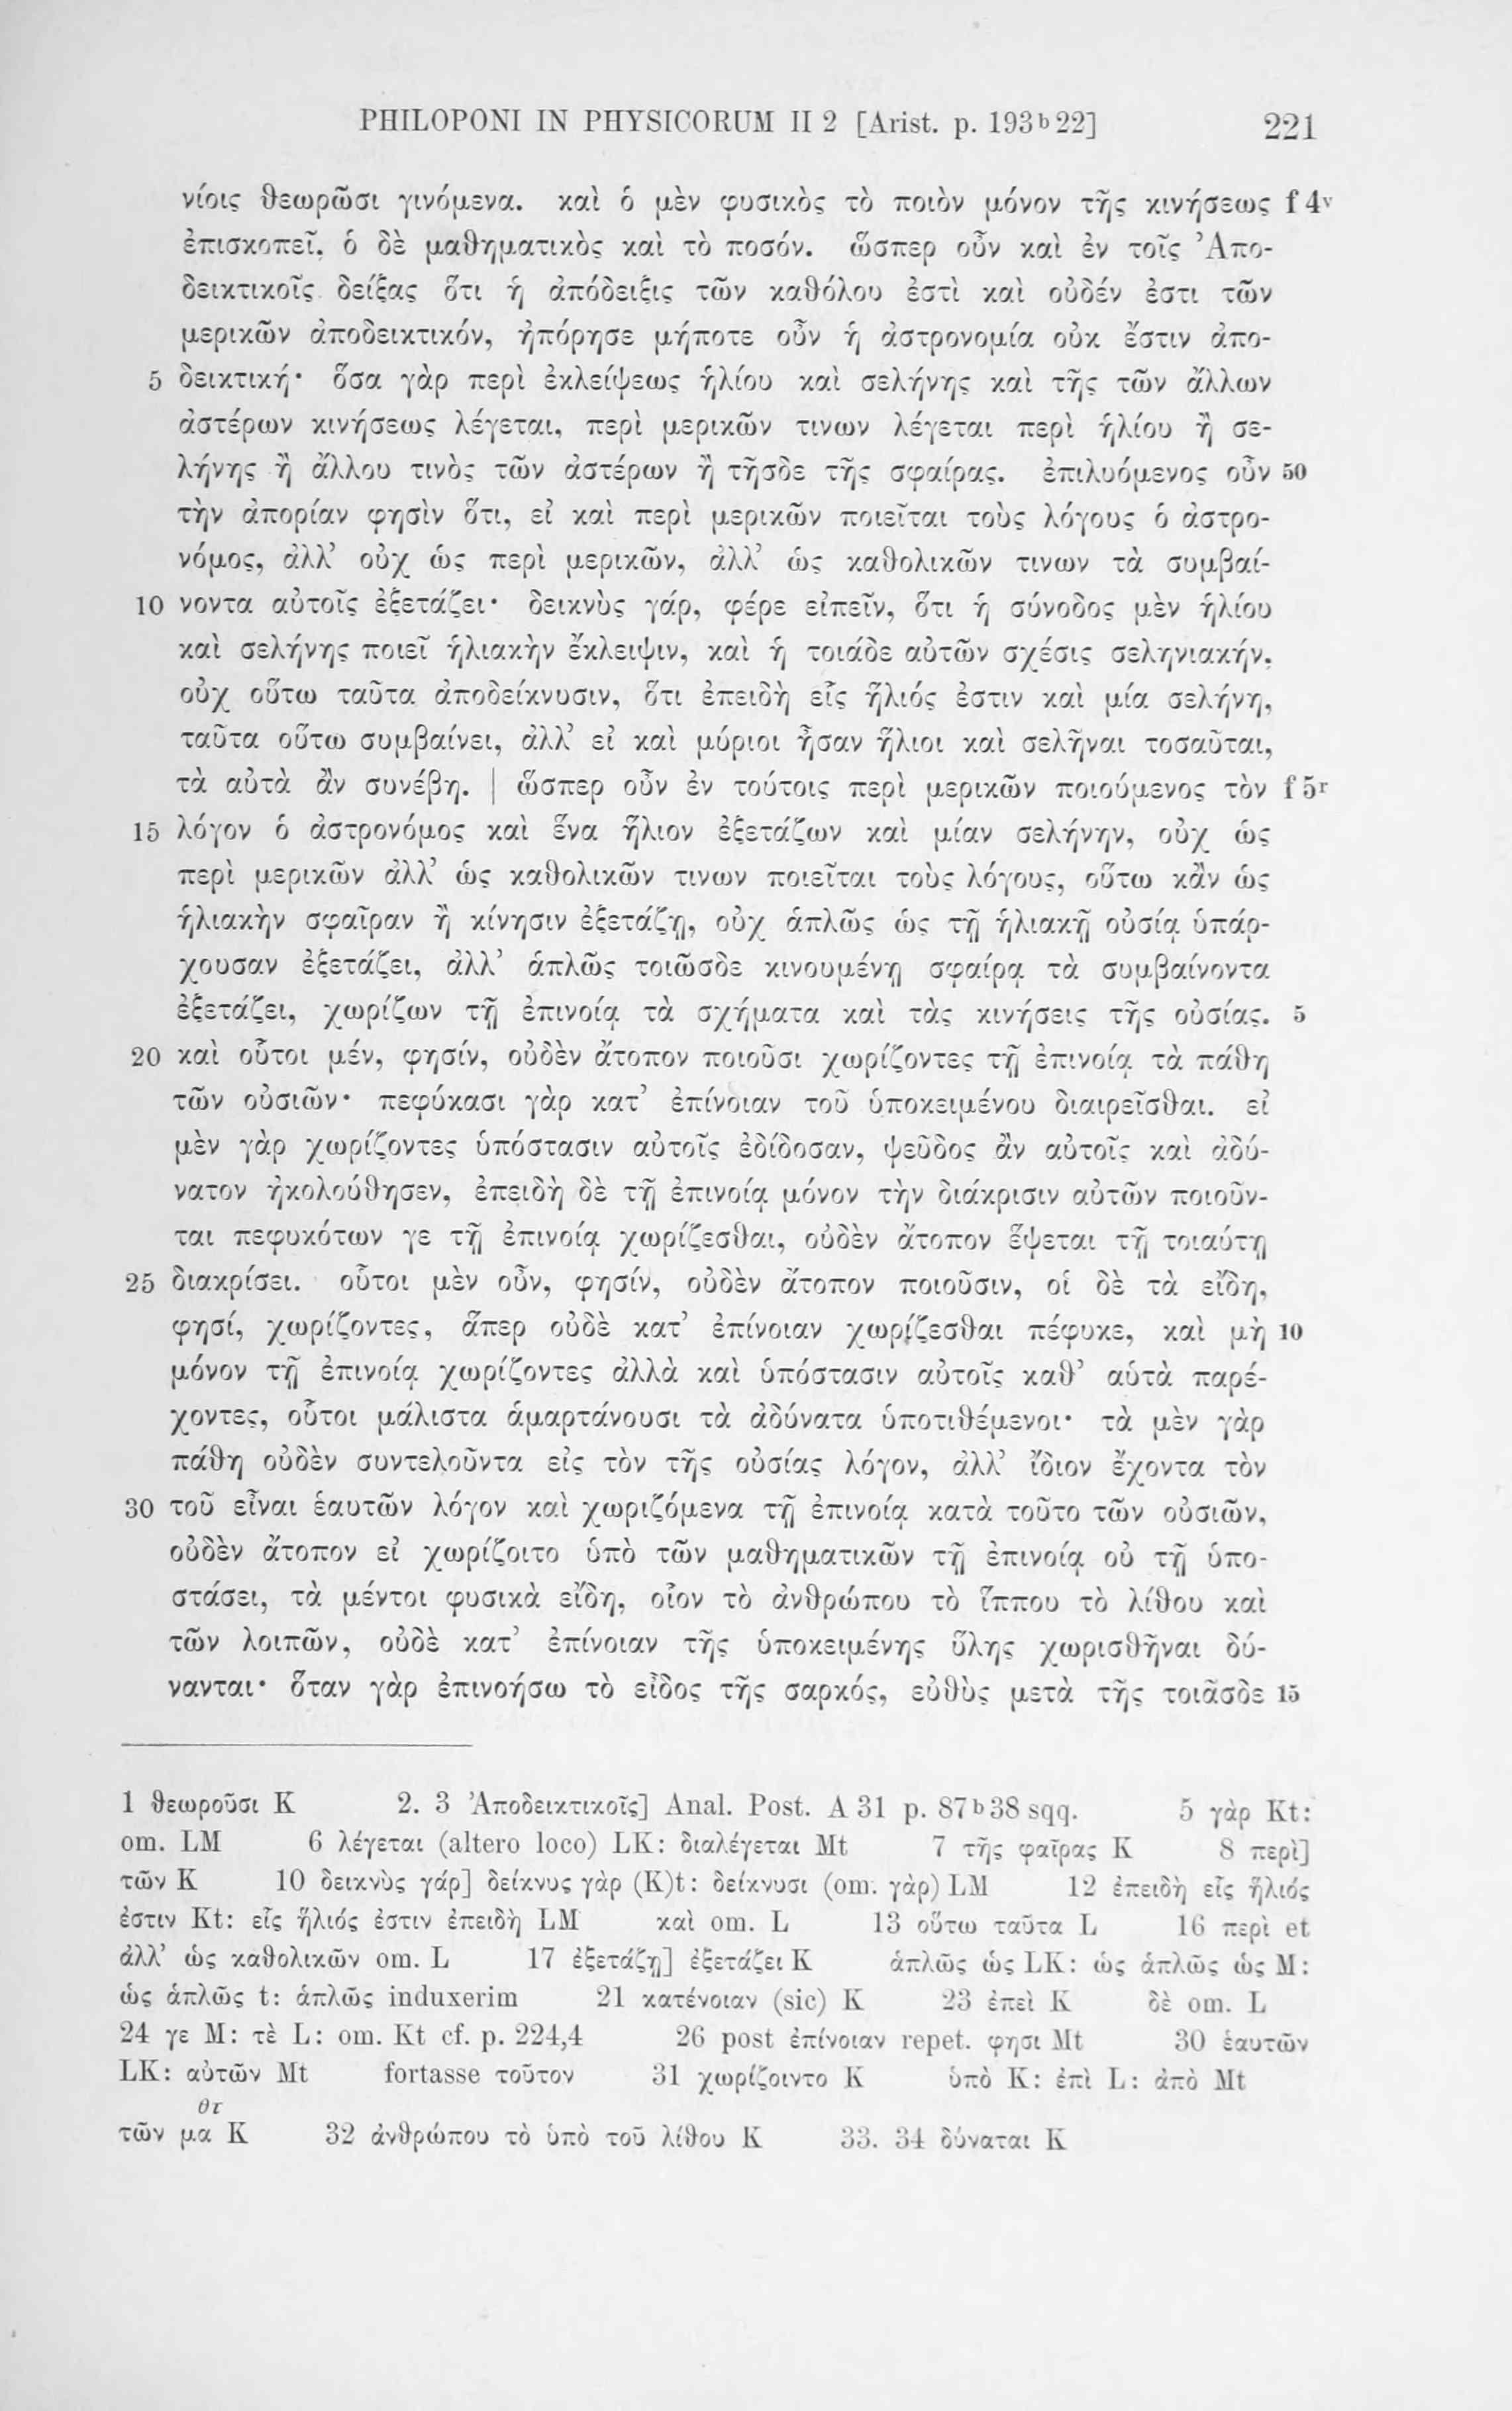 PHILOPONI IN PHYSICORUM II 2 [Arist. p. 193ᵇ22] 221
νίοις θεωρῶσι γινόμενα. καὶ ὁ μὲν φυσικὸς τὸ ποιὸν μόνον τῆς κινήσεως f 4ᵛ
ἐπισκοπεῖ, ὁ δὲ μαθηματικὸς καὶ τὸ ποσόν. ὥσπερ οὖν καὶ ἐν τοῖς Ἀπο-
δεικτικοῖς δείξας ὅτι ἡ ἀπόδειξις τῶν καθόλου ἐστὶ καὶ οὐδέν ἐστι τῶν
μερικῶν ἀποδεικτικόν, ἠπόρησε μήποτε οὖν ἡ ἀστρονομία οὐκ ἔστιν ἀπο-
5 δεικτική· ὅσα γὰρ περὶ ἐκλείψεως ἡλίου καὶ σελήνης καὶ τῆς τῶν ἄλλων
ἀστέρων κινήσεως λέγεται, περὶ μερικῶν τινων λέγεται περὶ ἡλίου ἢ σε-
λήνης ἢ ἄλλου τινὸς τῶν ἀστέρων ἢ τῆσδε τῆς σφαίρας. ἐπιλυόμενος οὖν 50
τὴν ἀπορίαν φησὶν ὅτι, εἰ καὶ περὶ μερικῶν ποιεῖται τοὺς λόγους ὁ ἀστρο-
νόμος, ἀλλ’ οὐχ ὡς περὶ μερικῶν, ἀλλ’ ὡς καθολικῶν τινων τὰ συμβαί-
10 νοντα αὐτοῖς ἐξετάζει· δεικνὺς γάρ, φέρε εἰπεῖν, ὅτι ἡ σύνοδος μὲν ἡλίου
καὶ σελήνης ποιεῖ ἡλιακὴν ἔκλειψιν, καὶ ἡ τοιάδε αὐτῶν σχέσις σεληνιακήν,
οὐχ οὕτω ταῦτα ἀποδείκνυσιν, ὅτι ἐπειδὴ εἷς ἥλιός ἐστιν καὶ μία σελήνη,
ταῦτα οὕτω συμβαίνει, ἀλλ’ εἰ καὶ μύριοι ἦσαν ἥλιοι καὶ σελῆναι τοσαῦται,
τὰ αὐτὰ ἂν συνέβη. | ὥσπερ οὖν ἐν τούτοις περὶ μερικῶν ποιούμενος τὸν f 5ʳ
15 λόγον ὁ ἀστρονόμος καὶ ἕνα ἥλιον ἐξετάζων καὶ μίαν σελήνην, οὐχ ὡς
περὶ μερικῶν ἀλλ’ ὡς καθολικῶν τινων ποιεῖται τοὺς λόγους, οὕτω κἂν ὡς
ἡλιακὴν σφαῖραν ἢ κίνησιν ἐξετάζῃ, οὐχ ἁπλῶς ὡς τῇ ἡλιακῇ οὐσίᾳ ὑπάρ-
χουσαν ἐξετάζει, ἀλλ’ ἁπλῶς τοιῶσδε κινουμένῃ σφαίρᾳ τὰ συμβαίνοντα
ἐξετάζει, χωρίζων τῇ ἐπινοίᾳ τὰ σχήματα καὶ τὰς κινήσεις τῆς οὐσίας. 5
20 καὶ οὗτοι μέν, φησίν, οὐδὲν ἄτοπον ποιοῦσι χωρίζοντες τῇ ἐπινοίᾳ τὰ πάθη
τῶν οὐσιῶν· πεφύκασι γὰρ κατ’ ἐπίνοιαν τοῦ ὑποκειμένου διαιρεῖσθαι. εἰ
μὲν γὰρ χωρίζοντες ὑπόστασιν αὐτοῖς ἐδίδοσαν, ψεῦδος ἂν αὐτοῖς καὶ ἀδύ-
νατον ἠκολούθησεν, ἐπειδὴ δὲ τῇ ἐπινοίᾳ μόνον τὴν διάκρισιν αὐτῶν ποιοῦν-
ται πεφυκότων γε τῇ ἐπινοίᾳ χωρίζεσθαι, οὐδὲν ἄτοπον ἕψεται τῇ τοιαύτῃ
25 διακρίσει. οὗτοι μὲν οὖν, φησίν, οὐδὲν ἄτοπον ποιοῦσιν, οἱ δὲ τὰ εἴδη,
φησί, χωρίζοντες, ἅπερ οὐδὲ κατ’ ἐπίνοιαν χωρίζεσθαι πέφυκε, καὶ μὴ 10
μόνον τῇ ἐπινοίᾳ χωρίζοντες ἀλλὰ καὶ ὑπόστασιν αὐτοῖς καθ’ αὑτὰ παρέ-
χοντες, οὗτοι μάλιστα ἁμαρτάνουσι τὰ ἀδύνατα ὑποτιθέμενοι· τὰ μὲν γὰρ
πάθη οὐδὲν συντελοῦντα εἰς τὸν τῆς οὐσίας λόγον, ἀλλ’ ἴδιον ἔχοντα τὸν
30 τοῦ εἶναι ἑαυτῶν λόγον καὶ χωριζόμενα τῇ ἐπινοίᾳ κατὰ τοῦτο τῶν οὐσιῶν,
οὐδὲν ἄτοπον εἰ χωρίζοιτο ὑπὸ τῶν μαθηματικῶν τῇ ἐπινοίᾳ οὐ τῇ ὑπο-
στάσει, τὰ μέντοι φυσικὰ εἴδη, οἷον τὸ ἀνθρώπου τὸ ἵππου τὸ λίθου καὶ
τῶν λοιπῶν, οὐδὲ κατ’ ἐπίνοιαν τῆς ὑποκειμένης ὕλης χωρισθῆναι δύ-
νανται· ὅταν γὰρ ἐπινοήσω τὸ εἶδος τῆς σαρκός, εὐθὺς μετὰ τῆς τοιᾶσδε 15
1 θεωροῦσι K 2. 3 Ἀποδεικτικοῖς] Anal. Post. A 31 p. 87ᵇ38 sqq. 5 γὰρ Kt:
om. LM 6 λέγεται (altero loco) LK: διαλέγεται Mt 7 τῆς φαῖρας K 8 περὶ]
τῶν K 10 δεικνὺς γάρ] δείκνυς γὰρ (K)t: δείκνυσι (om. γὰρ) LM 12 ἐπειδὴ εἷς ἥλιός
ἐστιν Kt: εἷς ἥλιός ἐστιν ἐπειδὴ LM καὶ om. L 13 οὕτω ταῦτα L 16 περὶ et
ἀλλ’ ὡς καθολικῶν om. L 17 ἐξετάζῃ] ἐξετάζει K ἁπλῶς ὡς LK: ὡς ἁπλῶς ὡς M:
ὡς ἁπλῶς t: ἁπλῶς induxerim 21 κατένοιαν (sic) K 23 ἐπεὶ K δὲ om. L
24 γε M: τὲ L: om. Kt cf. p. 224,4 26 post ἐπίνοιαν repet. φησι Mt 30 ἑαυτῶν
LK: αὐτῶν Mt fortasse τοῦτον 31 χωρίζοιντο K ὑπὸ K: ἐπὶ L: ἀπὸ Mt
θτ
τῶν μα K 32 ἀνθρώπου τὸ ὑπὸ τοῦ λίθου K 33. 34 δύναται K